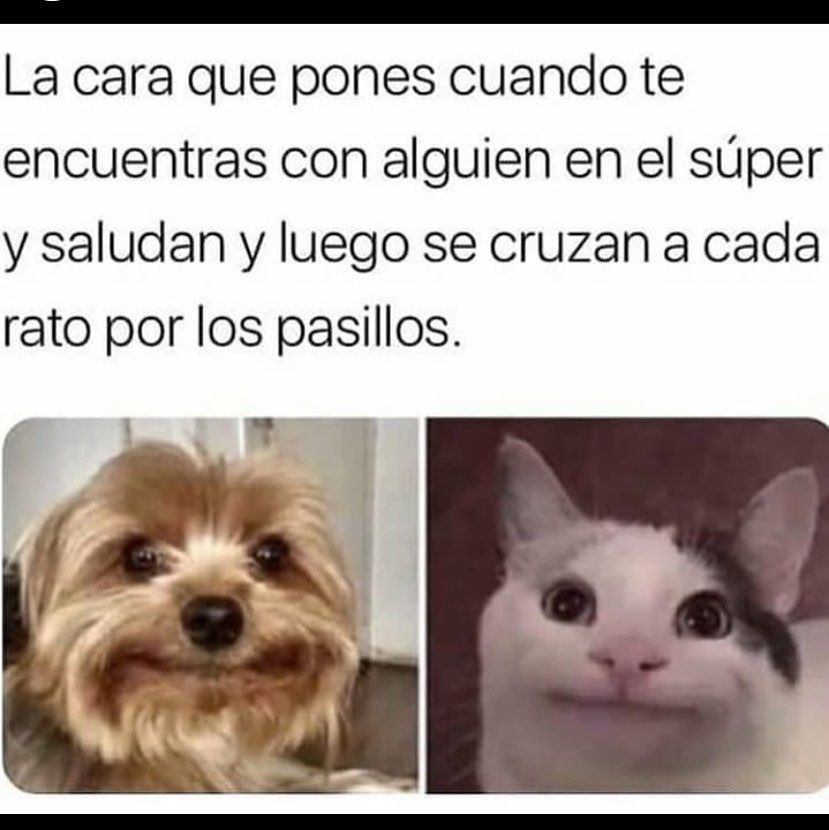 La cara que pones cuando te
encuentras con alguien en el súper
y saludan y luego se cruzan a cada
rato por los pasillos.